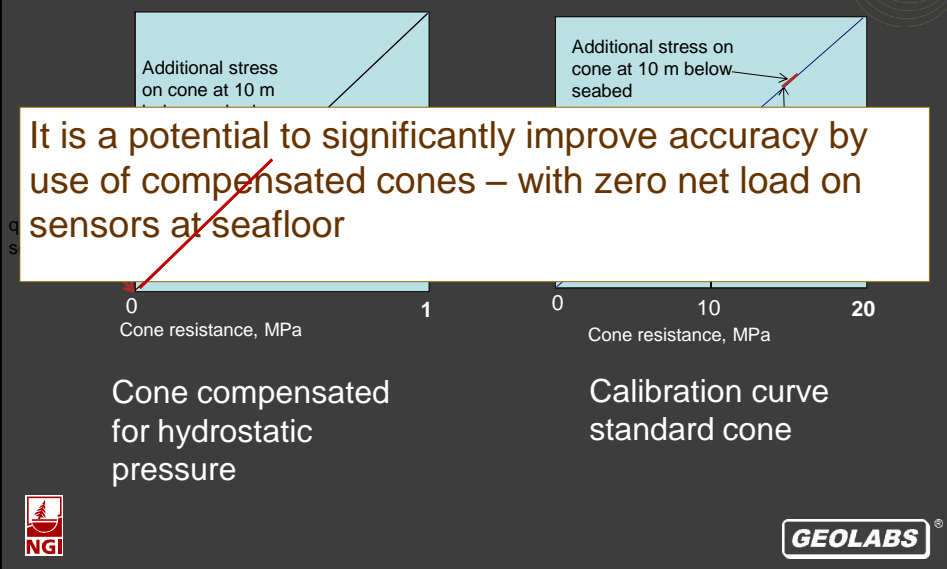 Additional stress
on cone at 10 m
Additional stress on
cone at 10 m below
seabed
It is a potential to significantly improve accuracy by
use of compensated cones – with zero net load on
sensors at seafloor
0
1
Cone resistance, MPa
0
10
20
Cone resistance, MPa
Cone compensated
for hydrostatic
pressure
Calibration curve
standard cone
NGI
GEOLABS®